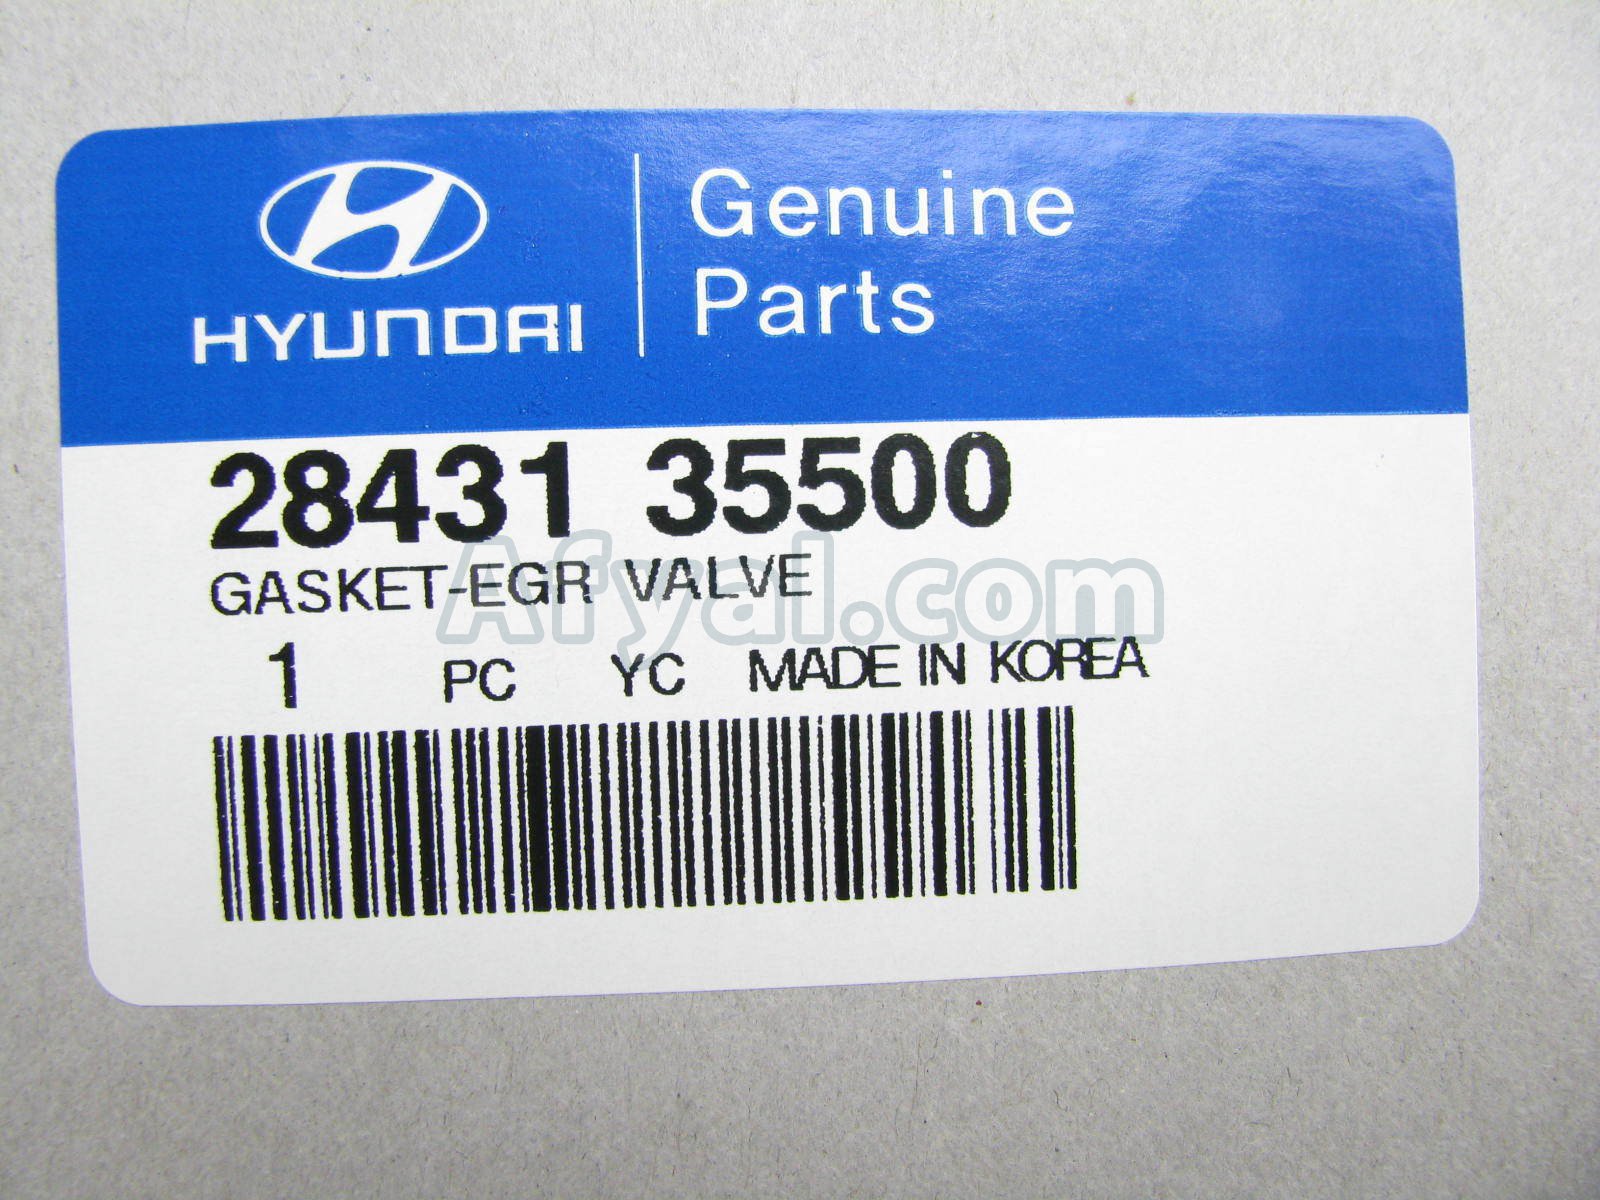 HYUNDAI
Genuine
Parts
28431 35500
GASKET-EGR VALVE
Afyal.com
1 PC YC MADE IN KOREA